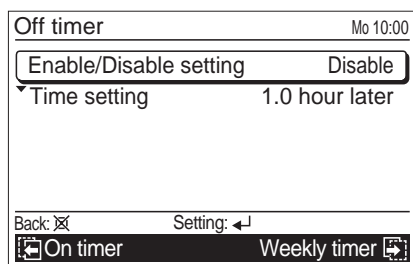 Off timer Mo 10:00
Enable/Disable setting Disable
Time setting 1.0 hour later
Back: Setting:
On timer Weekly timer